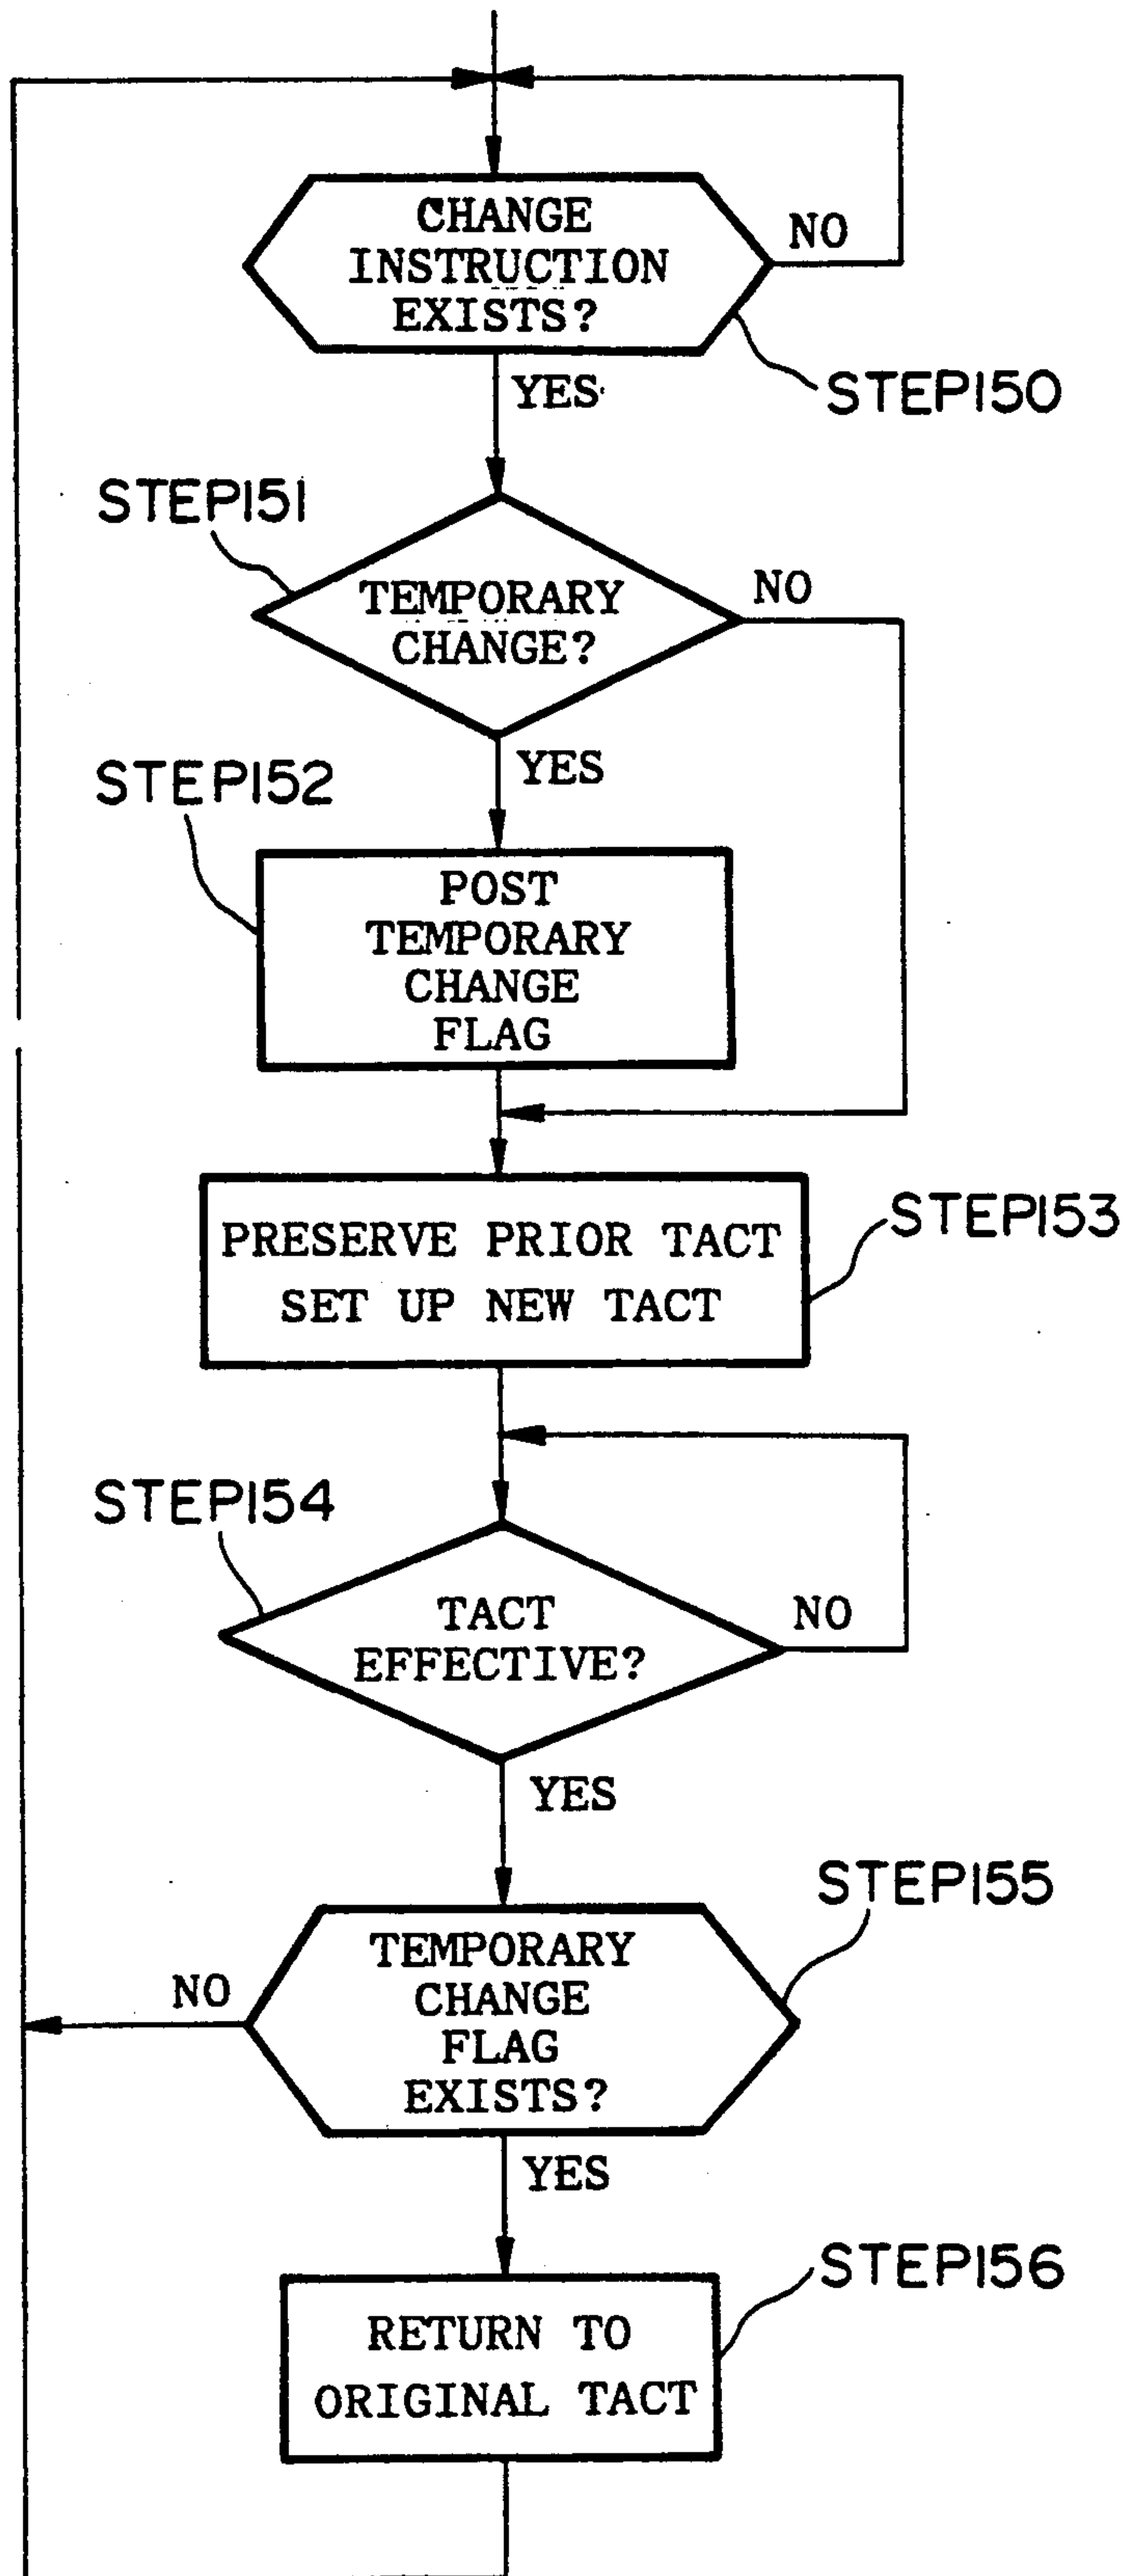 CHANGE
INSTRUCTION
EXISTS?
NO
YES
STEP150
STEP151
TEMPORARY
CHANGE?
NO
YES
STEP152
POST
TEMPORARY
CHANGE
FLAG
PRESERVE PRIOR TACT
SET UP NEW TACT
STEP153
STEP154
TACT
EFFECTIVE?
NO
YES
STEP155
TEMPORARY
CHANGE
FLAG
EXISTS?
NO
YES
STEP156
RETURN TO
ORIGINAL TACT